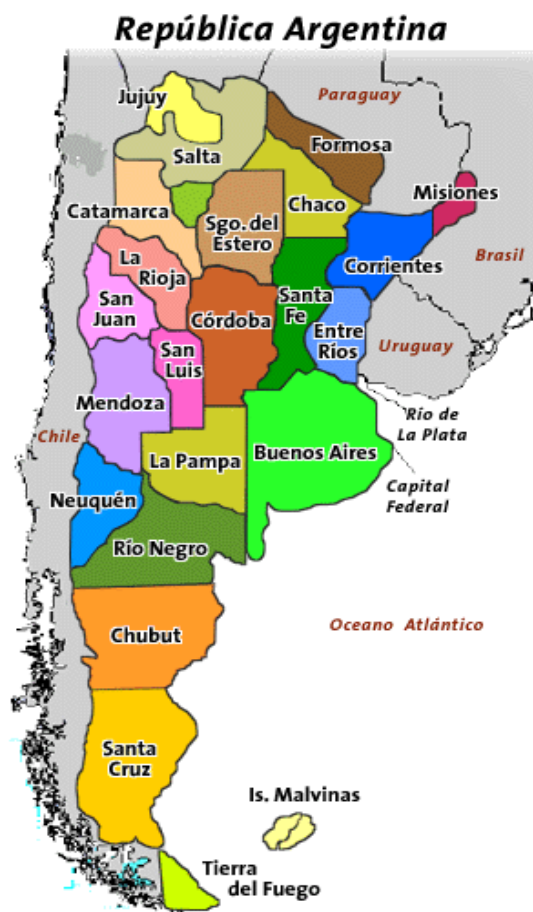 República Argentina
Jujuy
Paraguay
Formosa
Salta
Misiones
Catamarca
Chaco
Sgo. del
Estero
La
Rioja
Corrientes
Brasil
San
Juan
Santa
Fe
Córdoba
Entre
Ríos
Uruguay
San
Luis
Mendoza
Río de
La Plata
Chile
La Pampa
Buenos Aires
Capital
Federal
Neuquén
Río Negro
Chubut
Oceano Atlántico
Santa
Cruz
Is. Malvinas
Tierra
del Fuego